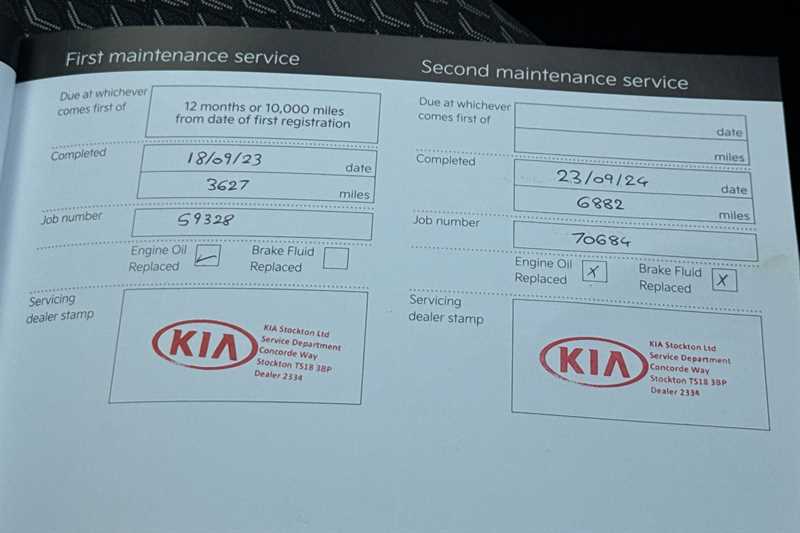 First maintenance service
Due at whichever
comes first of
12 months or 10,000 miles
from date of first registration
Completed
18/09/23
date
3627
miles
Job number
59328
Engine Oil
Replaced
Brake Fluid
Replaced
Servicing
dealer stamp
KIA
KIA Stockton Ltd
Service Department
Concorde Way
Stockton TS18 3BP
Dealer 2334
Second maintenance service
Due at whichever
comes first of
date
miles
Completed
23/09/24
date
6882
miles
Job number
70684
Engine Oil
Replaced
X
Brake Fluid
Replaced
X
Servicing
dealer stamp
KIA
KIA Stockton Ltd
Service Department
Concorde Way
Stockton TS18 3BP
Dealer 2334